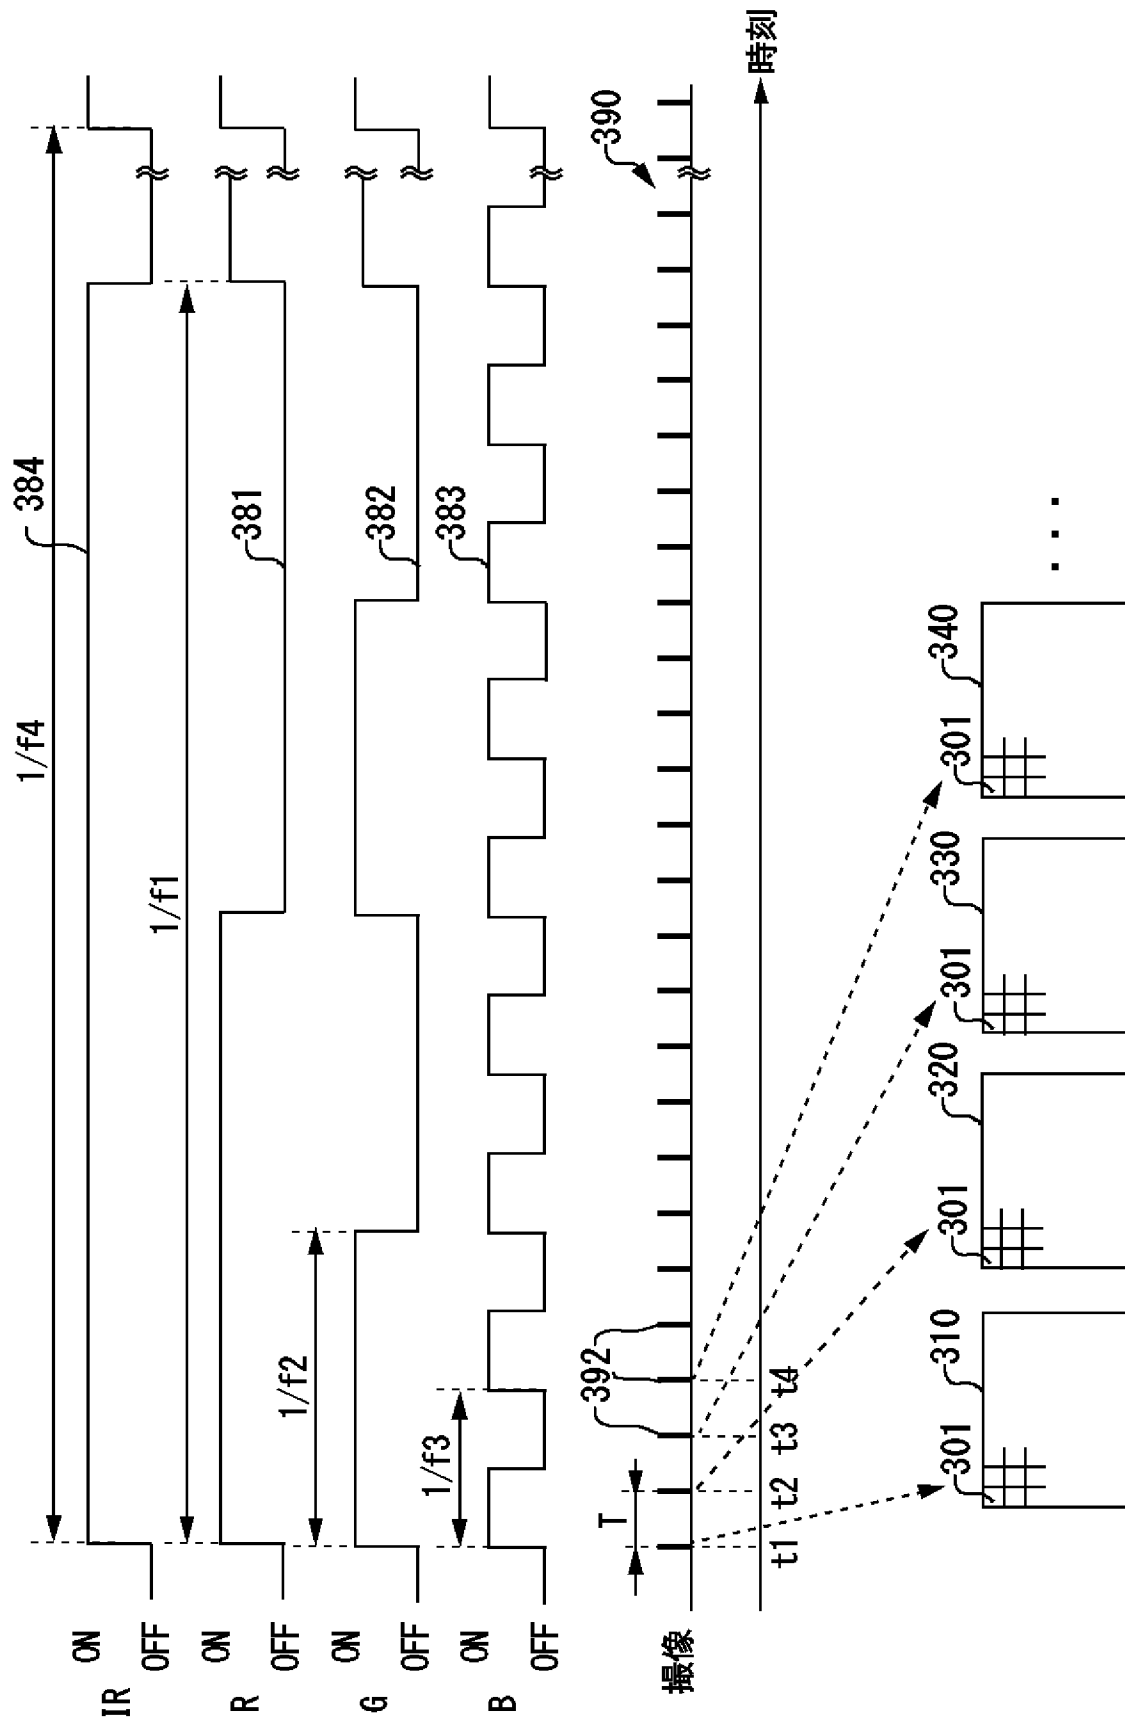 1/f4
384
IR
ON
OFF
1/f1
381
R
ON
OFF
1/f2
382
G
ON
OFF
1/f3
383
B
ON
OFF
390
392
T
撮像
t1
t2
t3
t4
時刻
301
310
301
320
301
330
301
340
...